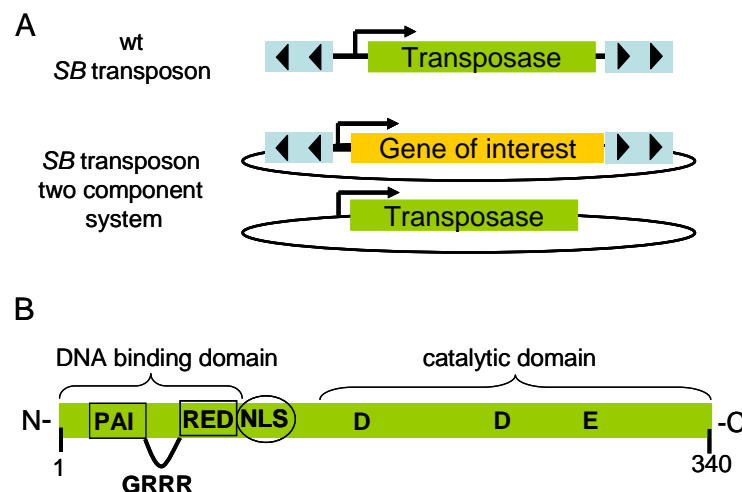 A
wt
SB transposon
Transposase
SB transposon
two component
system
Gene of interest
Transposase
B
DNA binding domain
catalytic domain
N-
PAI
RED
NLS
D
D
E
-C
1
GRRR
340